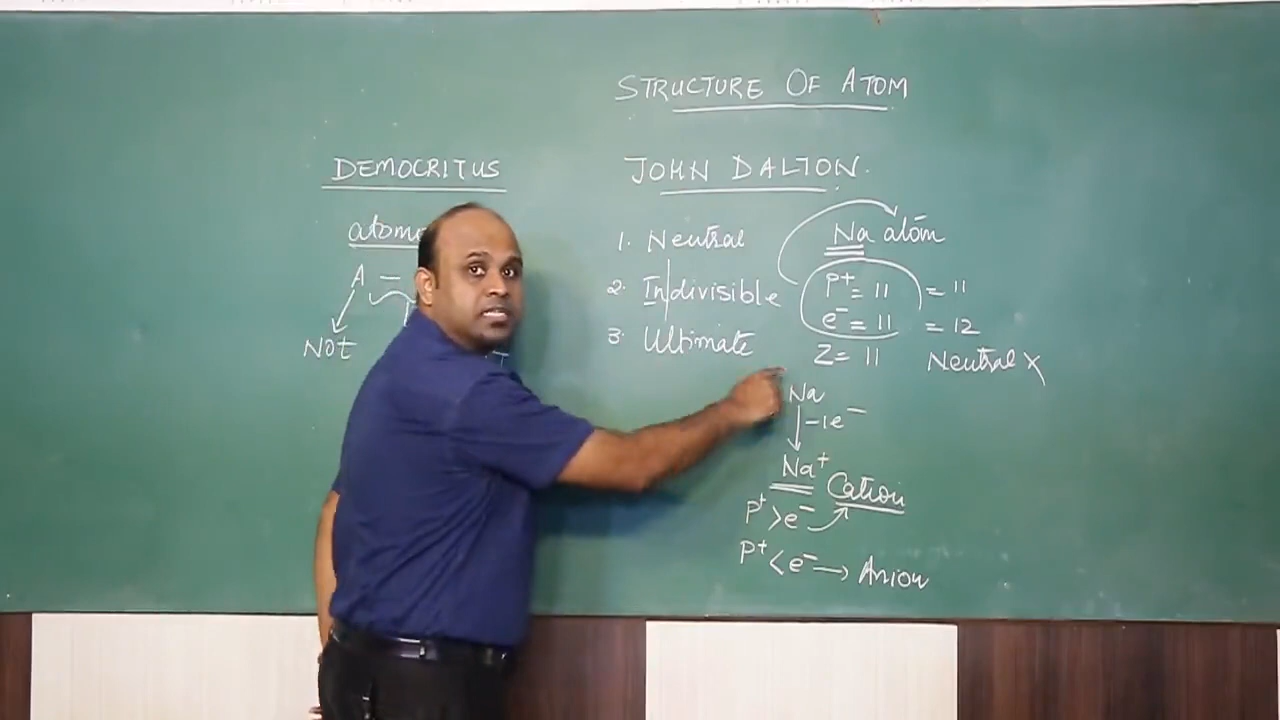 STRUCTURE OF ATOM
DEMOCRITUS
A –
Not
JOHN DALTON.
1. Neutral
2. Indivisible
3. Ultimate
Na atom
P+ = 11 = 11
e- = 11 = 12
Z = 11 Neutral X
Na
-1e-
Na+
Cation
P+ > e-
P+ < e- → Anion